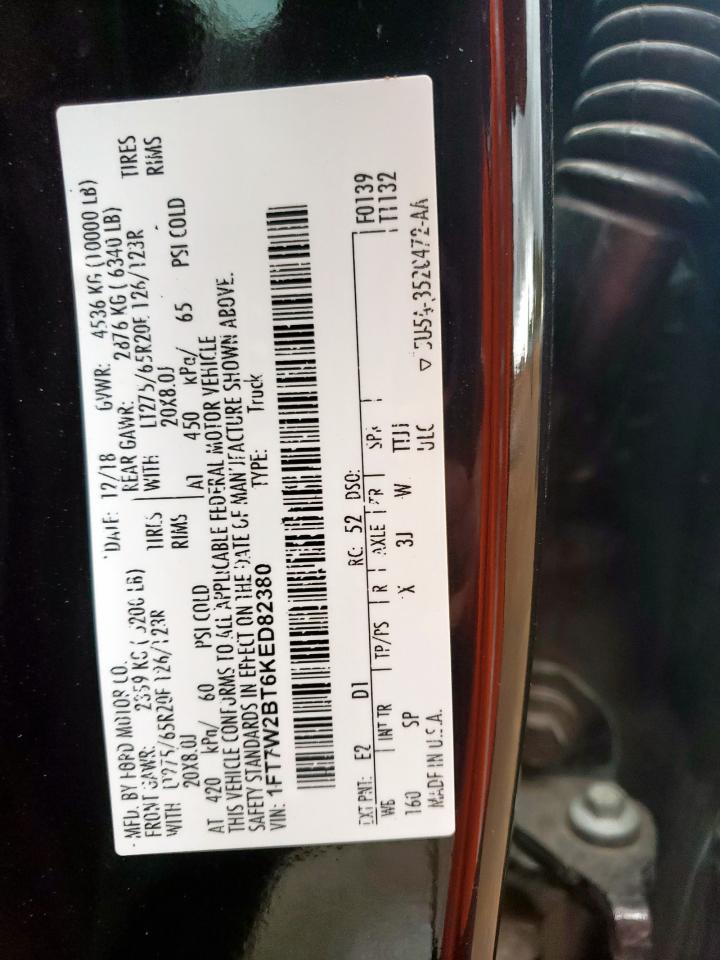 MFD. BY FORD MOTOR CO.
DATE: 12/18 GVWR: 4536 KG (10000 LB)
FRONT GAWR: 2359 KG (5200 LB) REAR GAWR: 2876 KG (6340 LB)
WITH LT275/65R20E 126/123R TIRES WITH LT275/65R20E 126/123R TIRES
20X8.0J RIMS 20X8.0J RIMS
AT 420 kPa/ 60 PSI COLD AT 450 kPa/ 65 PSI COLD
THIS VEHICLE CONFORMS TO ALL APPLICABLE FEDERAL MOTOR VEHICLE
SAFETY STANDARDS IN EFFECT ON THE DATE OF MANUFACTURE SHOWN ABOVE.
VIN: 1FT7W2BT6KED82380 TYPE: Truck
EXT PNT: E2 D1 RC: 52 DSO: F0139
WB INT TR TP/PS R AXLE TR SPR T1132
160 SP X 3J W
MADE IN U.S.A.
ULC